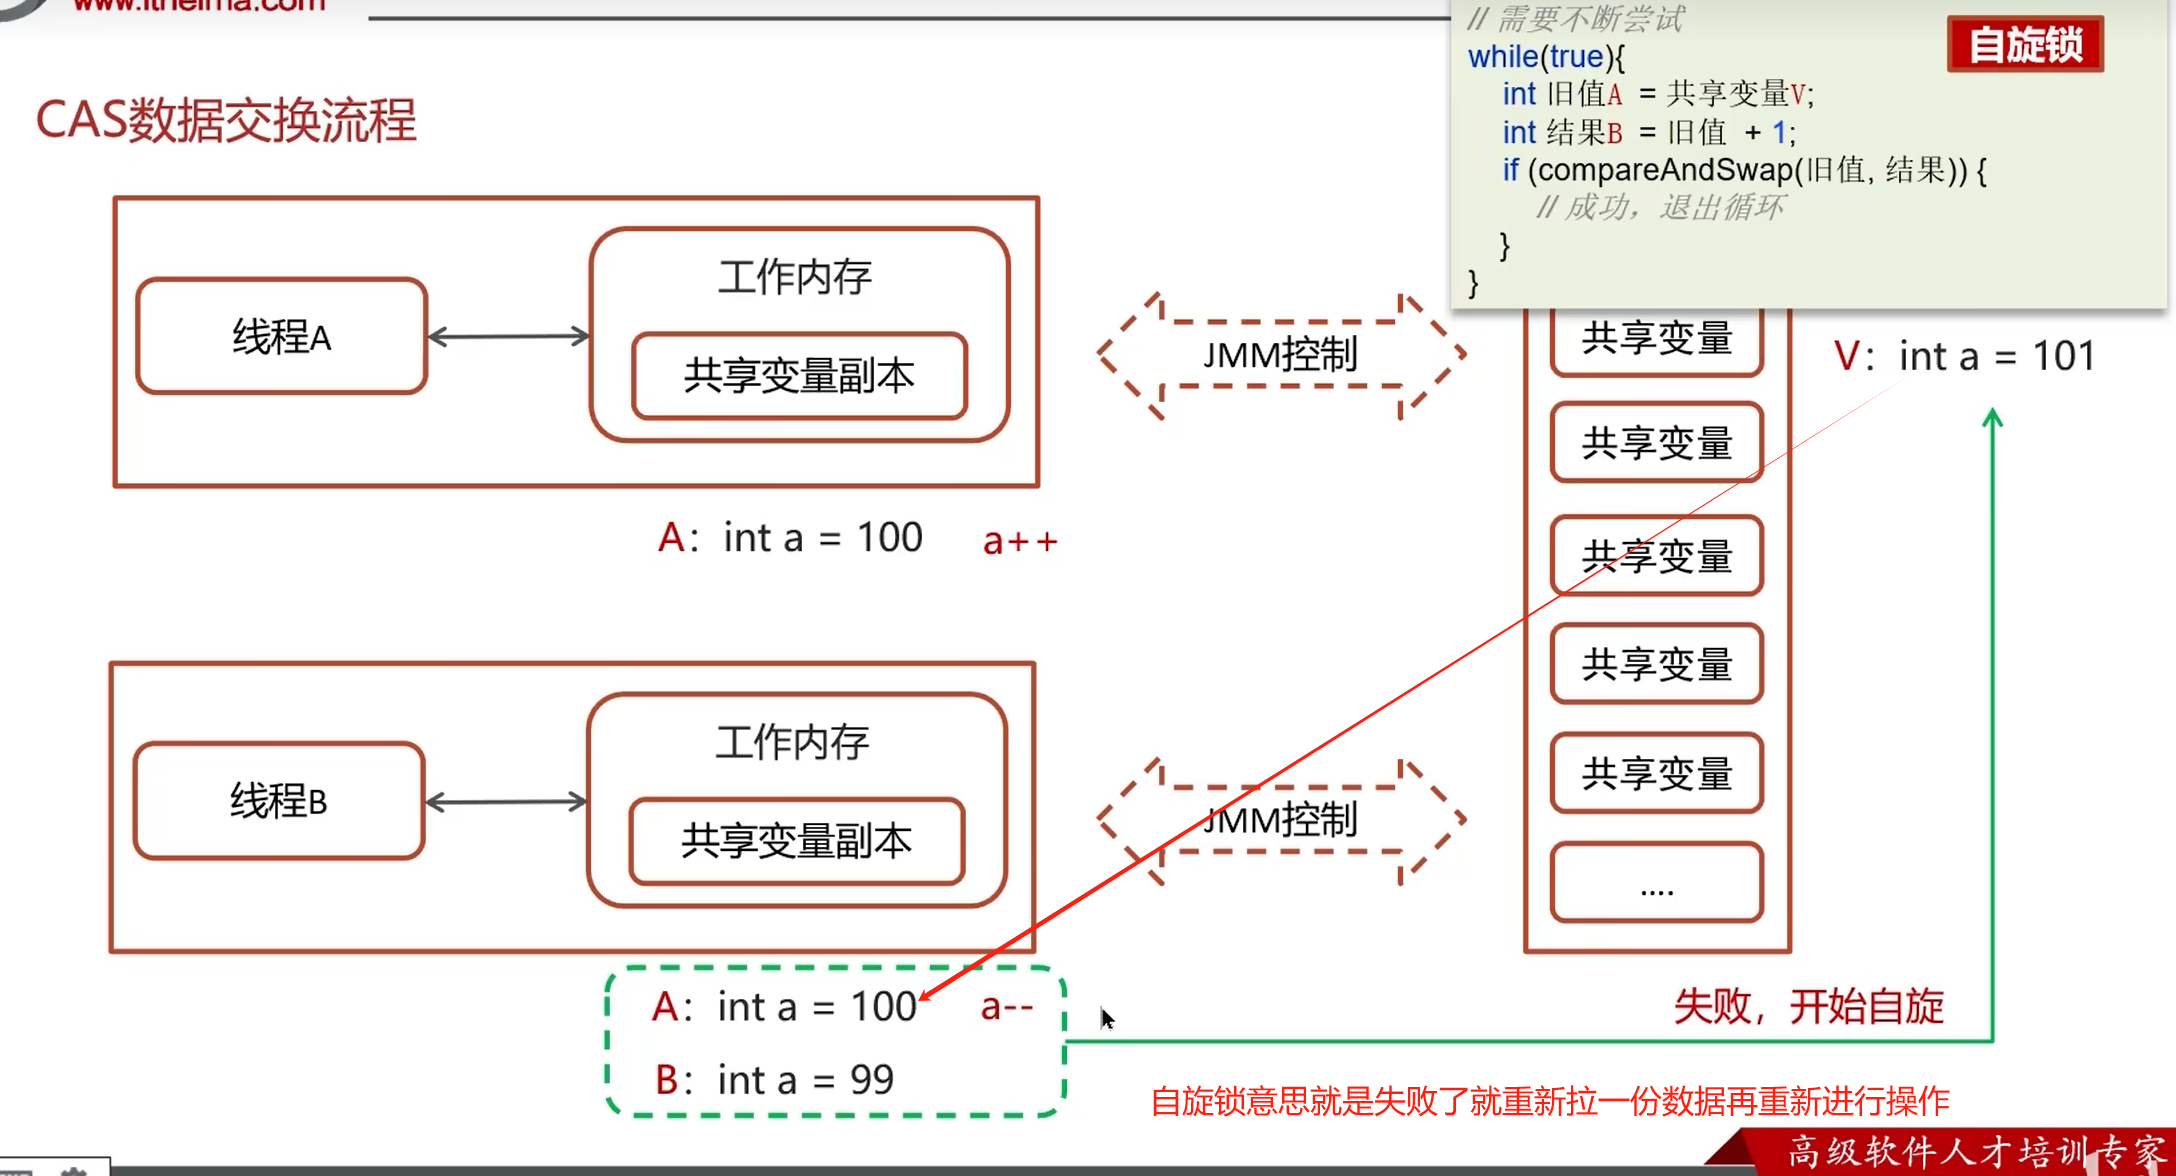 www.itheima.com
// 需要不断尝试
while(true){
int 旧值A = 共享变量V;
int 结果B = 旧值 + 1;
if (compareAndSwap(旧值, 结果)) {
// 成功，退出循环
}
}
自旋锁
CAS数据交换流程
线程A
工作内存
共享变量副本
JMM控制
共享变量
V: int a = 101
共享变量
A: int a = 100 a++
共享变量
共享变量
线程B
工作内存
共享变量副本
JMM控制
共享变量
....
A: int a = 100 a--
B: int a = 99
失败，开始自旋
自旋锁意思就是失败了就重新拉一份数据再重新进行操作
高级软件人才培训专家